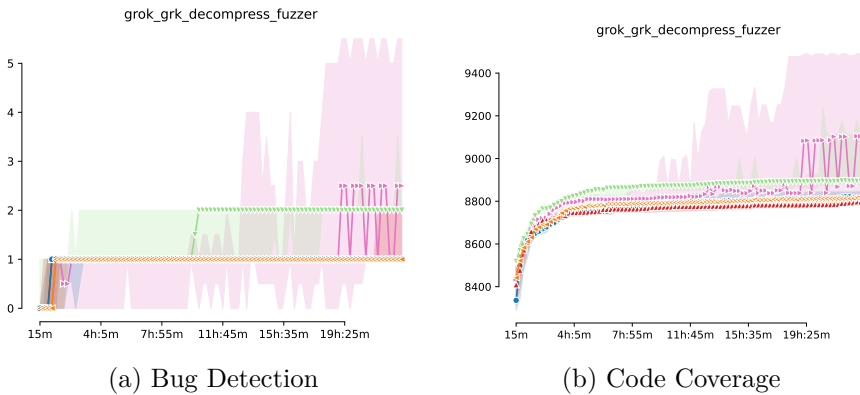 grok_grk_decompress_fuzzer
5
4
3
2
1
0
15m 4h:5m 7h:55m 11h:45m 15h:35m 19h:25m
(a) Bug Detection
grok_grk_decompress_fuzzer
9400
9200
9000
8800
8600
8400
15m 4h:5m 7h:55m 11h:45m 15h:35m 19h:25m
(b) Code Coverage